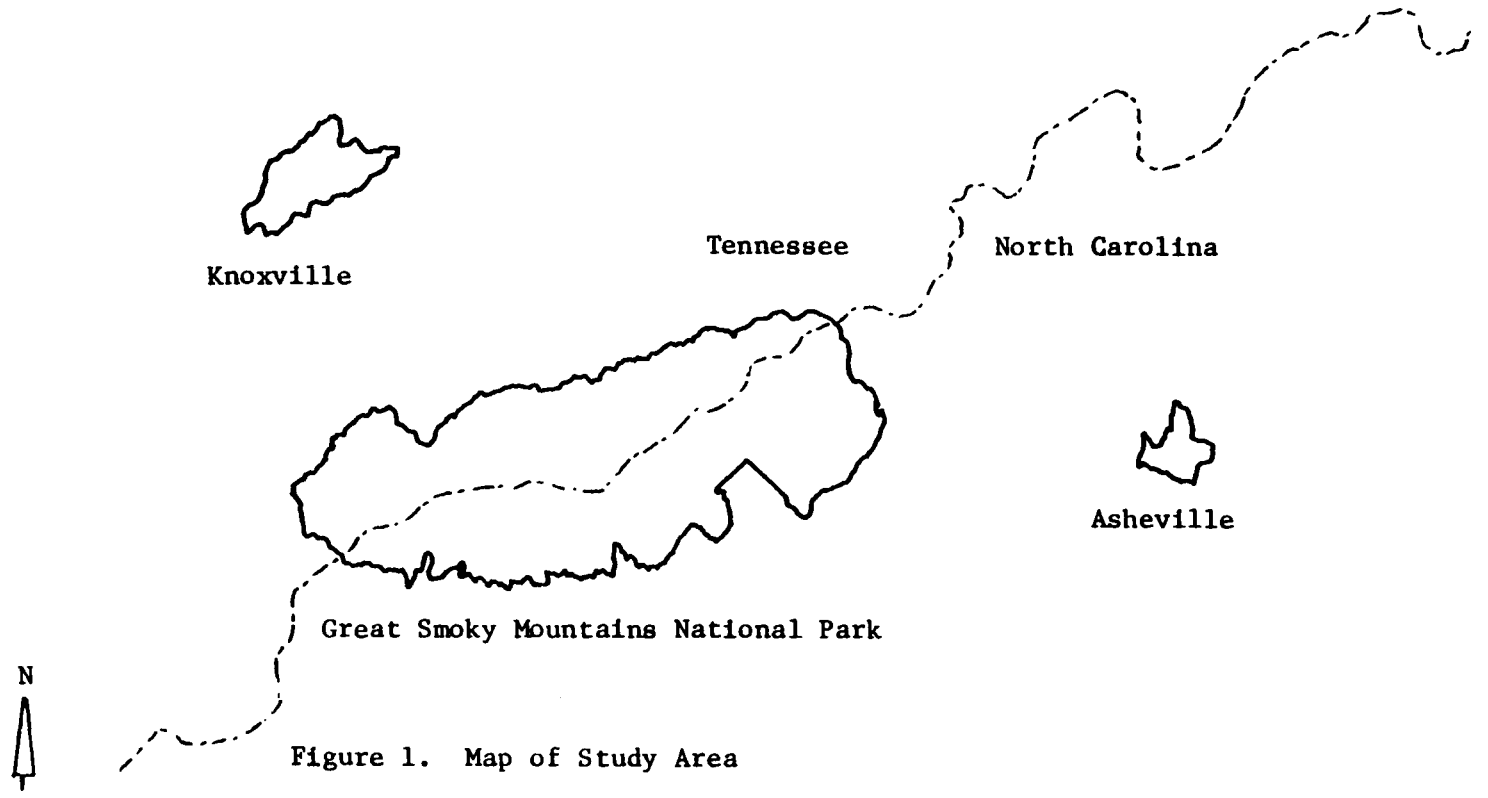 Tennessee
North Carolina
Knoxville
Asheville
Great Smoky Mountains National Park
N
Figure 1. Map of Study Area